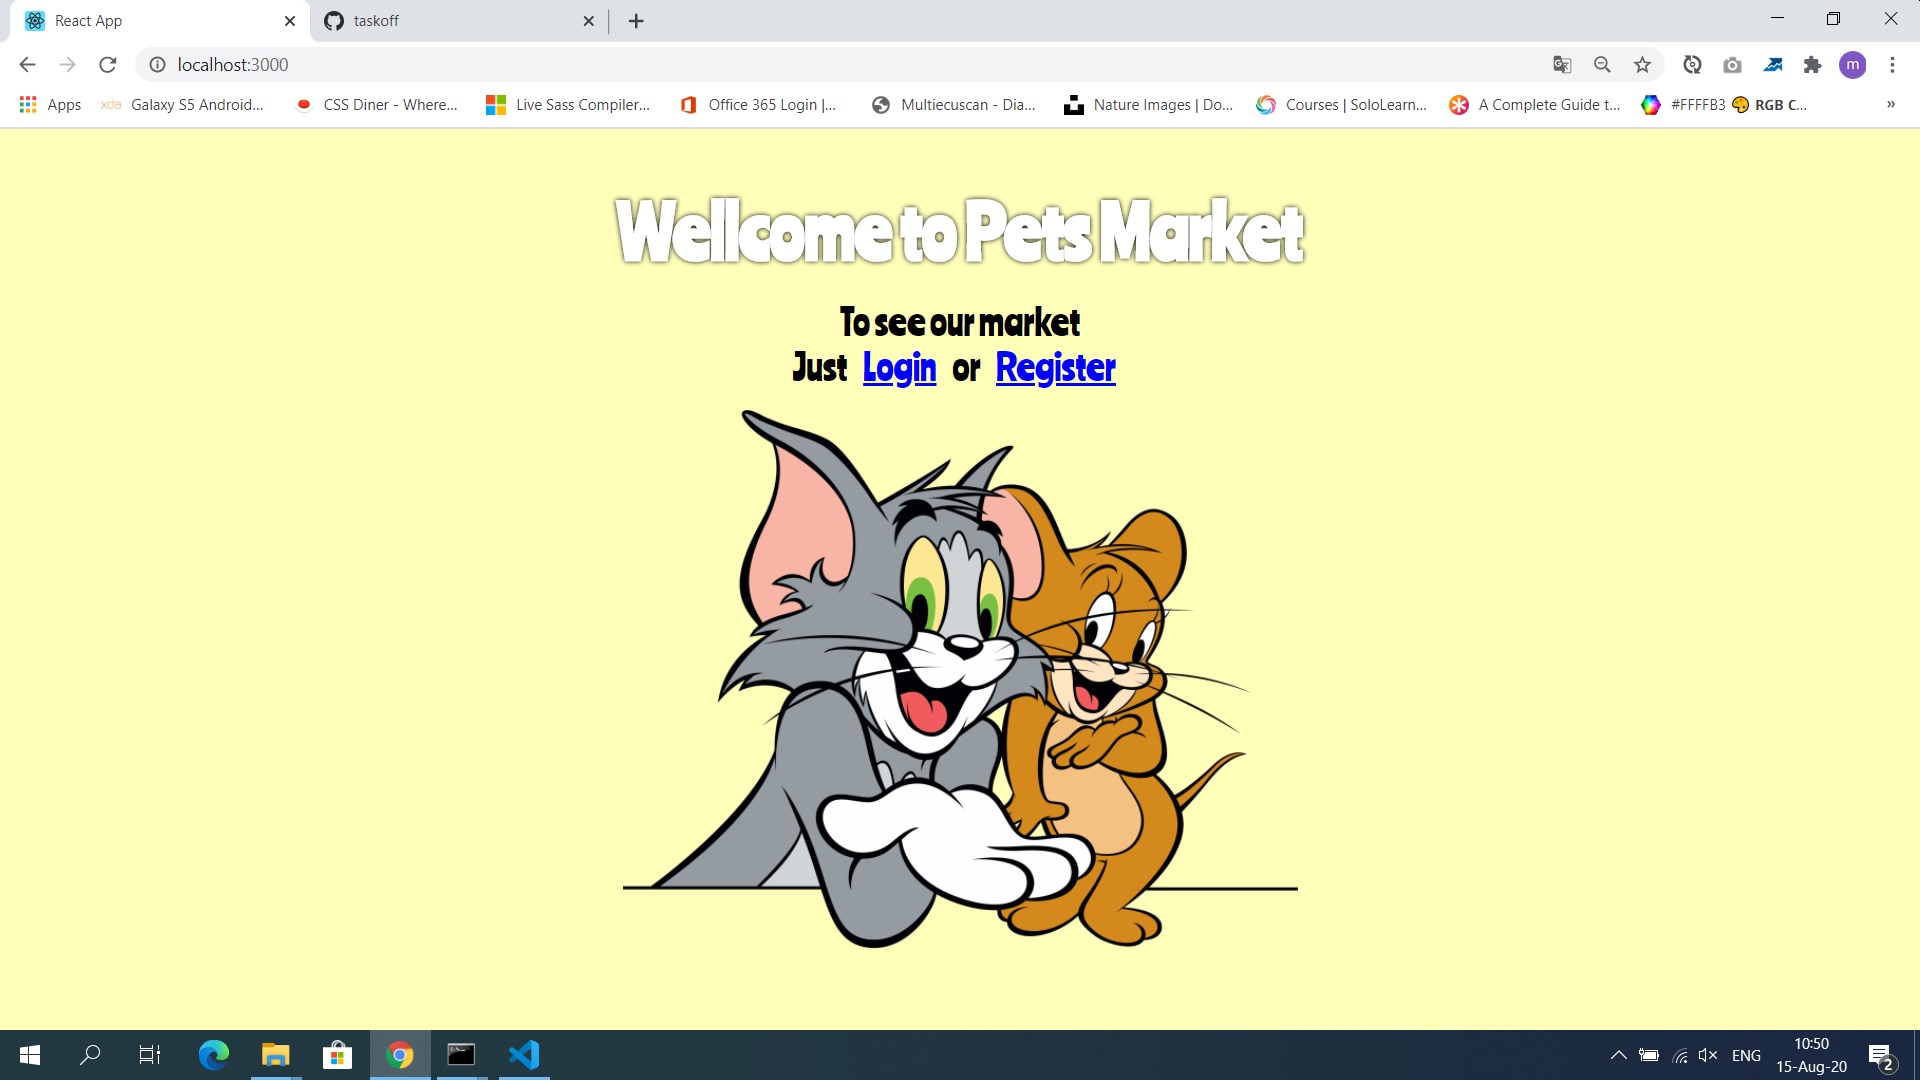 React App
taskoff
localhost:3000
m
Apps
xda
Galaxy S5 Android...
CSS Diner - Where...
Live Sass Compiler...
Office 365 Login |...
Multiecuscan - Dia...
Nature Images | Do...
Courses | SoloLearn...
A Complete Guide t...
#FFFFB3 🎨 RGB C...
»
Wellcome to Pets Market
To see our market
Just Login or Register
ENG
10:50
15-Aug-20
2